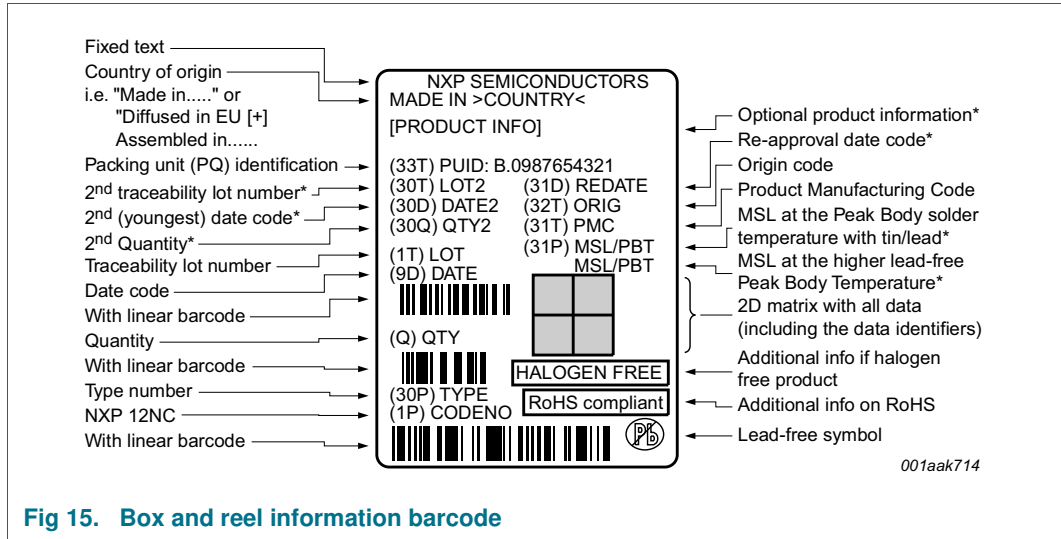 Fixed text
Country of origin
i.e. "Made in....." or
"Diffused in EU [+]
Assembled in......
Packing unit (PQ) identification
2nd traceability lot number*
2nd (youngest) date code*
2nd Quantity*
Traceability lot number
Date code
With linear barcode
Quantity
With linear barcode
Type number
NXP 12NC
With linear barcode
NXP SEMICONDUCTORS
MADE IN >COUNTRY<
[PRODUCT INFO]
(33T) PUID: B.0987654321
(30T) LOT2 (31D) REDATE
(30D) DATE2 (32T) ORIG
(30Q) QTY2 (31T) PMC
(31P) MSL/PBT
(1T) LOT MSL/PBT
(9D) DATE
(Q) QTY
HALOGEN FREE
(30P) TYPE
RoHS compliant
(1P) CODENO
Pb
Optional product information*
Re-approval date code*
Origin code
Product Manufacturing Code
MSL at the Peak Body solder
temperature with tin/lead*
MSL at the higher lead-free
Peak Body Temperature*
2D matrix with all data
(including the data identifiers)
Additional info if halogen
free product
Additional info on RoHS
Lead-free symbol
001aak714
Fig 15. Box and reel information barcode